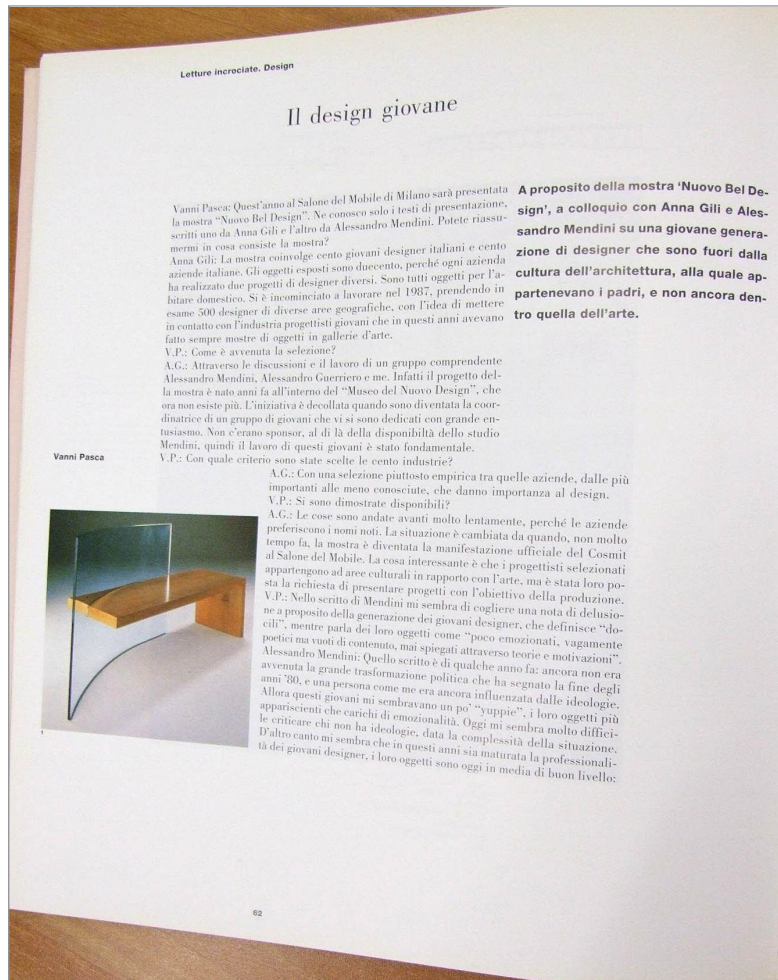 Letture incrociate. Design
Il design giovane
Vanni Pasca: Quest'anno al Salone del Mobile di Milano sarà presentata
la mostra "Nuovo Bel Design". Ne conosco solo i testi di presentazione,
scritti uno da Anna Gili e l'altro da Alessandro Mendini. Potete riassu-
mermi in cosa consiste la mostra?
Anna Gili: La mostra coinvolge cento giovani designer italiani e cento
aziende italiane. Gli oggetti esposti sono duecento, perché ogni azienda
ha realizzato due progetti di designer diversi. Sono tutti oggetti per l'a-
bitare domestico. Si è incominciato a lavorare nel 1987, prendendo in
esame 500 designer di diverse aree geografiche, con l'idea di mettere
in contatto con l'industria progettisti giovani che in questi anni avevano
fatto sempre mostre di oggetti in gallerie d'arte.
V.P.: Come è avvenuta la selezione?
A.G.: Attraverso le discussioni e il lavoro di un gruppo comprendente
Alessandro Mendini, Alessandro Guerriero e me. Infatti il progetto del-
la mostra è nato anni fa all'interno del "Museo del Nuovo Design", che
ora non esiste più. L'iniziativa è decollata quando sono diventata la coor-
dinatrice di un gruppo di giovani che vi si sono dedicati con grande en-
tusiasmo. Non c'erano sponsor, al di là della disponibiltà dello studio
Mendini, quindi il lavoro di questi giovani è stato fondamentale.
V.P.: Con quale criterio sono state scelte le cento industrie?
A.G.: Con una selezione piuttosto empirica tra quelle aziende, dalle più
importanti alle meno conosciute, che danno importanza al design.
V.P.: Si sono dimostrate disponibili?
A.G.: Le cose sono andate avanti molto lentamente, perché le aziende
preferiscono i nomi noti. La situazione è cambiata da quando, non molto
tempo fa, la mostra è diventata la manifestazione ufficiale del Cosmit
al Salone del Mobile. La cosa interessante è che i progettisti selezionati
appartengono ad aree culturali in rapporto con l'arte, ma è stata loro po-
sta la richiesta di presentare progetti con l'obiettivo della produzione.
V.P.: Nello scritto di Mendini mi sembra di cogliere una nota di delusio-
ne a proposito della generazione dei giovani designer, che definisce "do-
cili", mentre parla dei loro oggetti come "poco emozionati, vagamente
poetici ma vuoti di contenuto, mai spiegati attraverso teorie e motivazioni".
Alessandro Mendini: Quello scritto è di qualche anno fa: ancora non era
avvenuta la grande trasformazione politica che ha segnato la fine degli
anni '80, e una persona come me era ancora influenzata dalle ideologie.
Allora questi giovani mi sembravano un po' "yuppie", i loro oggetti più
appariscienti che carichi di emozionalità. Oggi mi sembra molto diffici-
le criticare chi non ha ideologie, data la complessità della situazione.
D'altro canto mi sembra che in questi anni sia maturata la professionali-
tà dei giovani designer, i loro oggetti sono oggi in media di buon livello:
A proposito della mostra 'Nuovo Bel De-
sign', a colloquio con Anna Gili e Ales-
sandro Mendini su una giovane genera-
zione di designer che sono fuori dalla
cultura dell'architettura, alla quale ap-
partenevano i padri, e non ancora den-
tro quella dell'arte.
Vanni Pasca
1
62